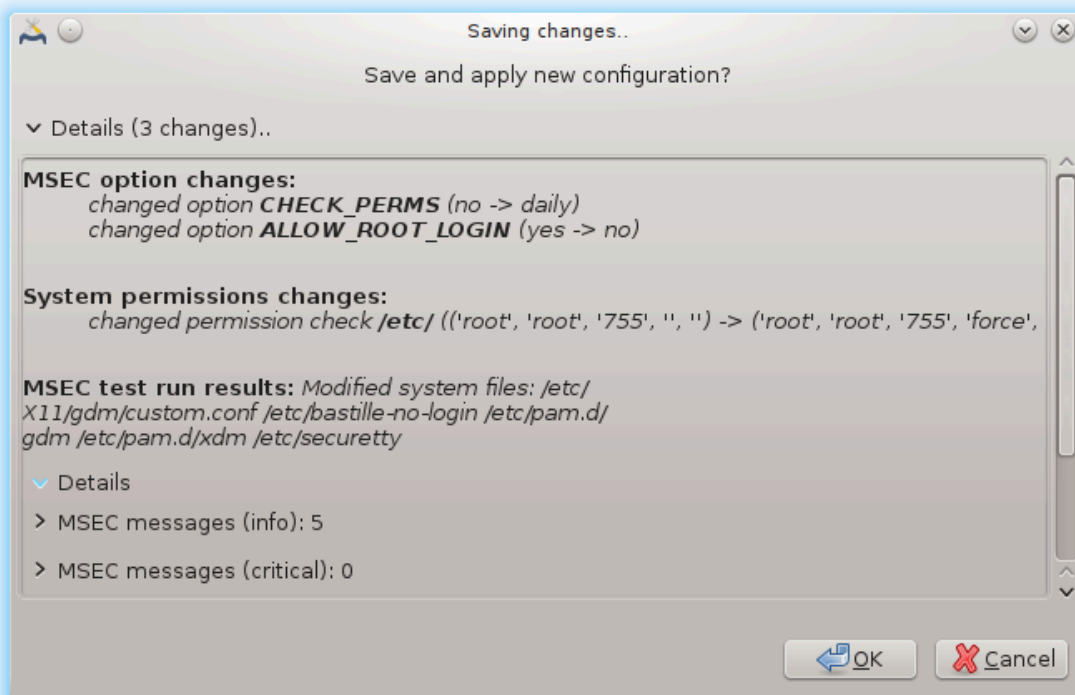 Saving changes..
Save and apply new configuration?
Details (3 changes)..
MSEC option changes:
changed option CHECK_PERMS (no -> daily)
changed option ALLOW_ROOT_LOGIN (yes -> no)
System permissions changes:
changed permission check /etc/ (('root', 'root', '755', '', '') -> ('root', 'root', '755', 'force',
MSEC test run results: Modified system files: /etc/
X11/gdm/custom.conf /etc/bastille-no-login /etc/pam.d/
gdm /etc/pam.d/xdm /etc/securetty
Details
MSEC messages (info): 5
MSEC messages (critical): 0
OK
Cancel